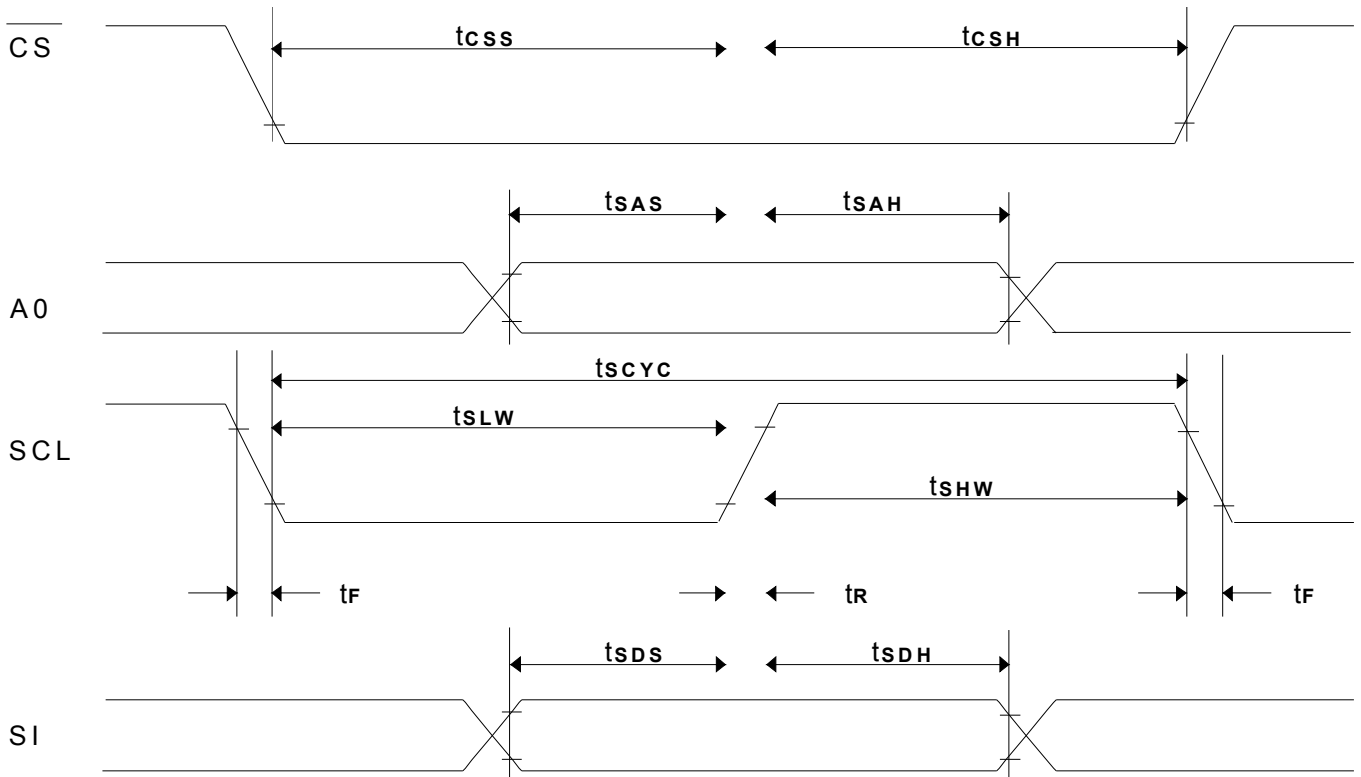 CS
tCSS
tCSH
tSAS
tSAH
A0
tSCYC
tSLW
SCL
tSHW
tF
tR
tF
tSDS
tSDH
SI